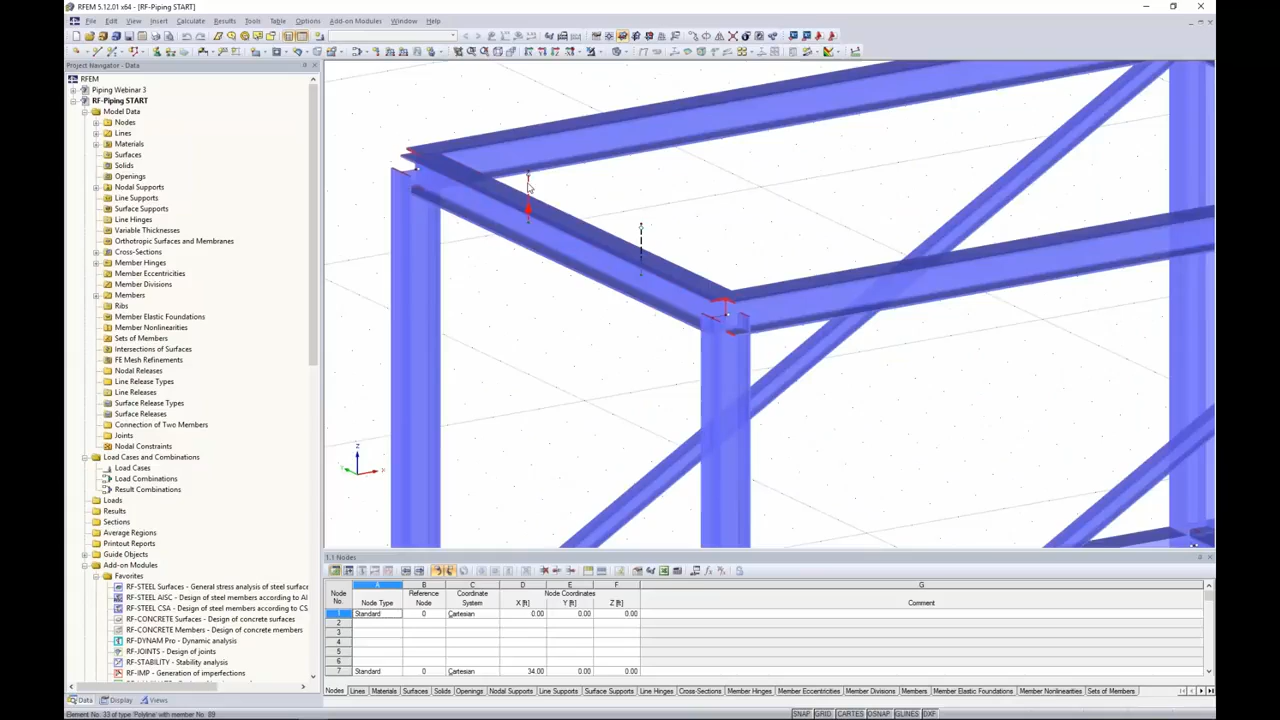 RFEM 5.12.01 x64 - [RF-Piping START]
File Edit View Insert Calculate Results Tools Table Options Add-on Modules Window Help
Project Navigator - Data
RFEM
Piping Webinar 3
RF-Piping START
Model Data
Nodes
Lines
Materials
Surfaces
Solids
Openings
Nodal Supports
Line Supports
Surface Supports
Line Hinges
Variable Thicknesses
Orthotropic Surfaces and Membranes
Cross-Sections
Member Hinges
Member Eccentricities
Member Divisions
Members
Ribs
Member Elastic Foundations
Member Nonlinearities
Sets of Members
Intersections of Surfaces
FE Mesh Refinements
Nodal Releases
Line Release Types
Line Releases
Surface Release Types
Surface Releases
Connection of Two Members
Joints
Nodal Constraints
Load Cases and Combinations
Load Cases
Load Combinations
Result Combinations
Loads
Results
Sections
Average Regions
Printout Reports
Guide Objects
Add-on Modules
Favorites
RF-STEEL Surfaces - General stress analysis of steel surface
RF-STEEL AISC - Design of steel members according to AI
RF-STEEL CSA - Design of steel members according to CS
RF-CONCRETE Surfaces - Design of concrete surfaces
RF-CONCRETE Members - Design of concrete members
RF-DYNAM Pro - Dynamic analysis
RF-JOINTS - Design of joints
RF-STABILITY - Stability analysis
RF-IMP - Generation of imperfections
Data Display Views
Z
X
1.1 Nodes
A B C D E F G
Node No. Node Type Reference Node Coordinate System Node Coordinates X [ft] Y [ft] Z [ft] Comment
1 Standard 0 Cartesian 0.00 0.00 0.00
2
3
4
5
6
7 Standard 0 Cartesian 34.00 0.00 0.00
Nodes Lines Materials Surfaces Solids Openings Nodal Supports Line Supports Surface Supports Line Hinges Cross-Sections Member Hinges Member Eccentricities Member Divisions Members Member Elastic Foundations Member Nonlinearities Sets of Members
Element No. 33 of type 'Polyline' with member No. 89
SNAP GRID CARTES OSNAP GLINES DXF